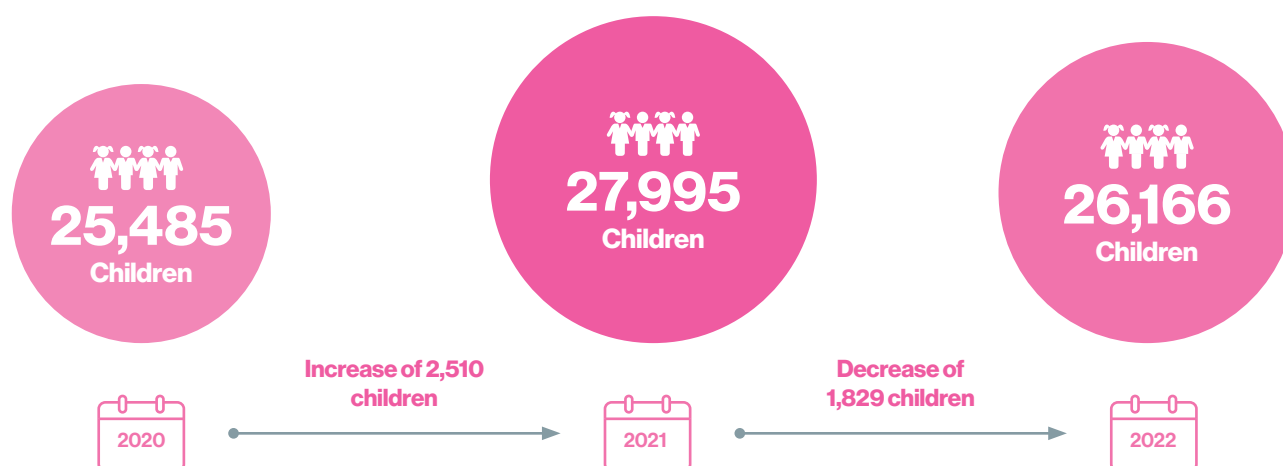 25,485
Children
27,995
Children
26,166
Children
Increase of 2,510
children
Decrease of
1,829 children
2020
2021
2022